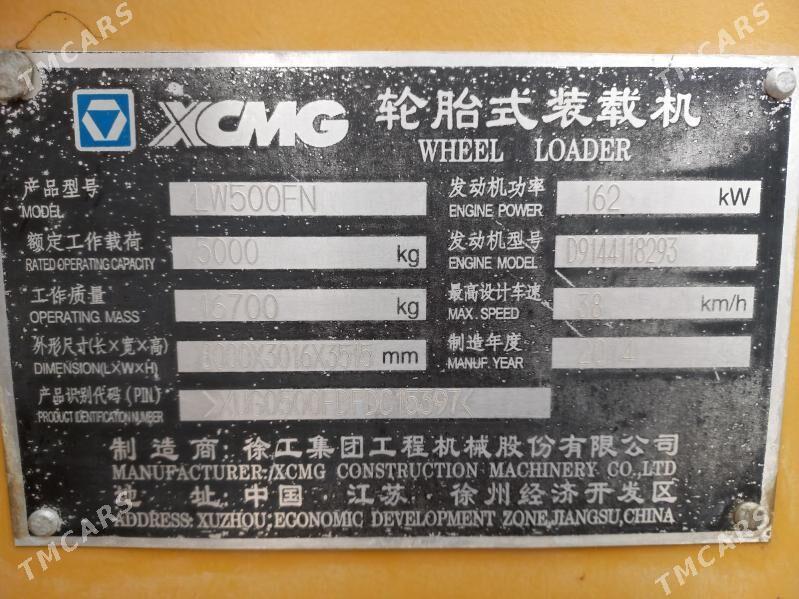 XCMG 轮胎式装载机
WHEEL LOADER
产品型号 LW500FN
MODEL
发动机功率 162 kW
ENGINE POWER
额定工作载荷 5000 kg
RATED OPERATING CAPACITY
发动机型号 D9144118293
ENGINE MODEL
工作质量 16700 kg
OPERATING MASS
最高设计车速 38 km/h
MAX. SPEED
外形尺寸(长×宽×高) mm
DIMENSION(L×W×H)
制造年度 2014
MANUF. YEAR
产品识别代码 (PIN)
PRODUCT IDENTIFICATION NUMBER
制造商:徐工集团工程机械股份有限公司
MANUFACTURER:XCMG CONSTRUCTION MACHINERY CO.,LTD
地 址:中国·江苏·徐州经济开发区
ADDRESS: XUZHOU ECONOMIC DEVELOPMENT ZONE,JIANGSU,CHINA
TMCARS
TMCARS
TMCARS
TMCARS